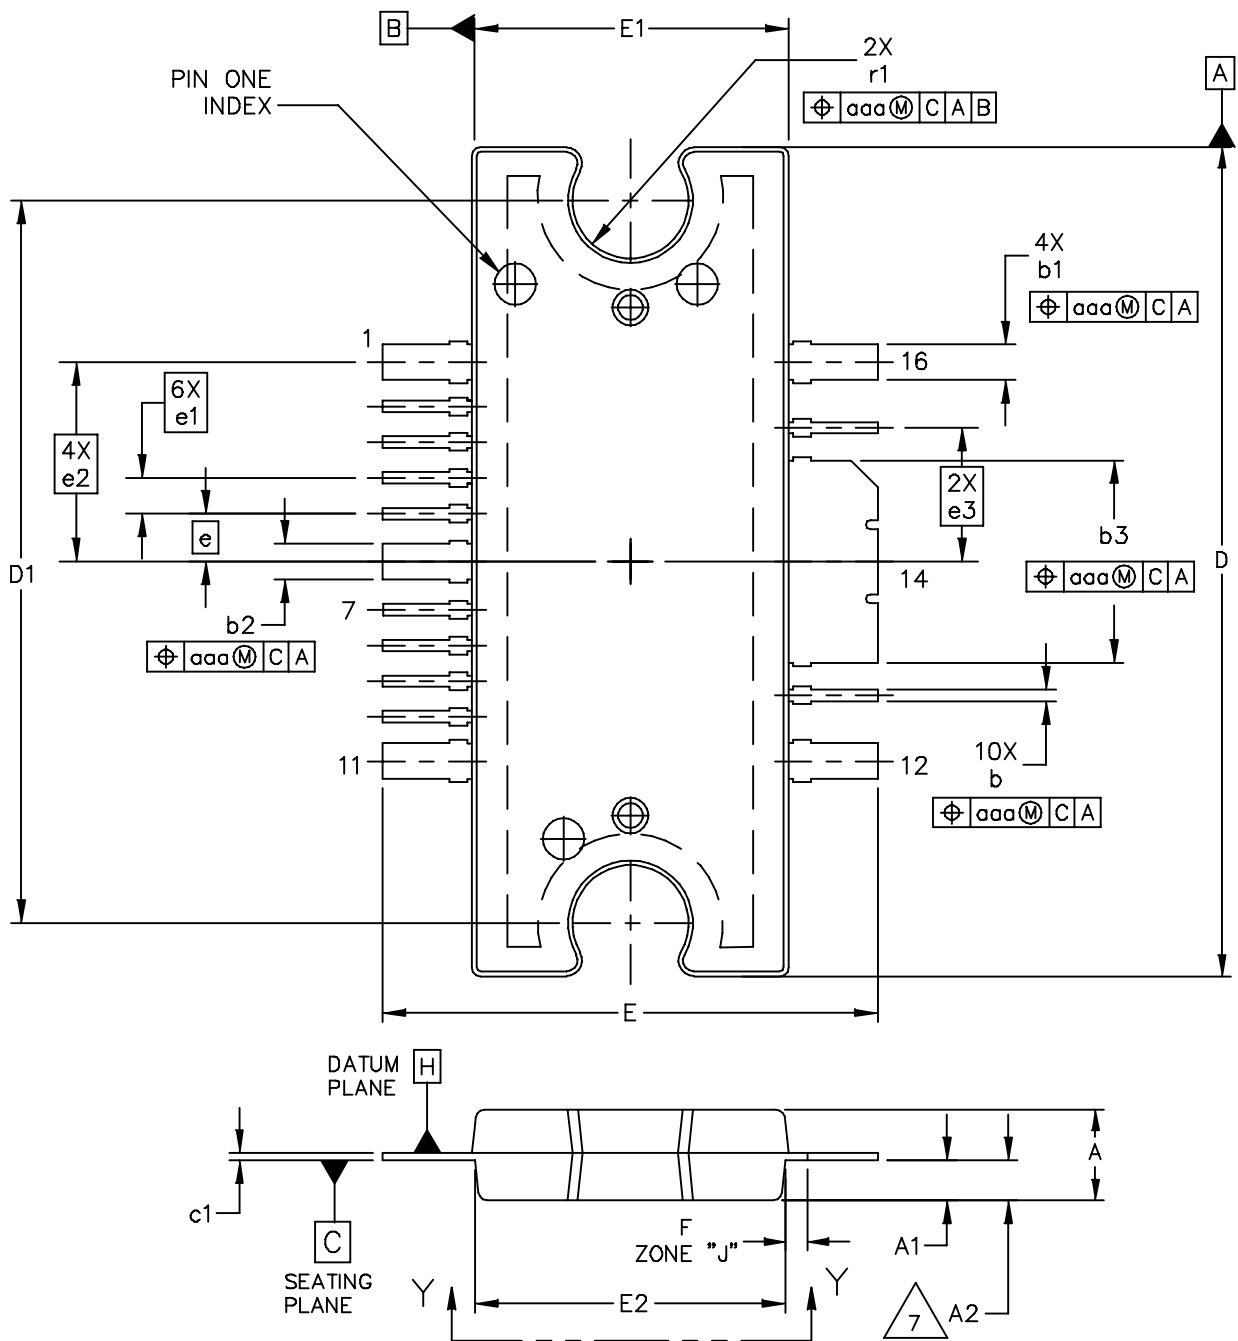 B
E1
2X
r1
⌖ aaa Ⓜ C A B
A
PIN ONE
INDEX
4X
b1
⌖ aaa Ⓜ C A
1
16
6X
e1
4X
e2
2X
e3
e
b3
⌖ aaa Ⓜ C A
D1
14
D
7
b2
⌖ aaa Ⓜ C A
11
12
10X
b
⌖ aaa Ⓜ C A
E
DATUM
PLANE
H
A
c1
C
SEATING
PLANE
F
ZONE "J"
A1
Y
E2
Y
7
A2